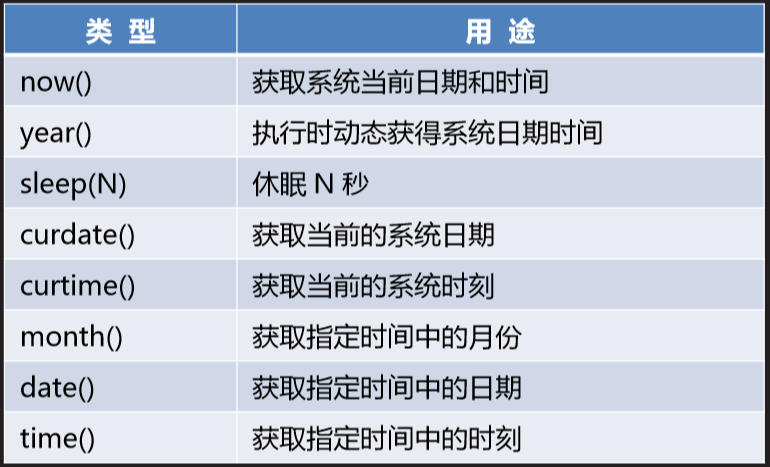 类 型 用 途
now() 获取系统当前日期和时间
year() 执行时动态获得系统日期时间
sleep(N) 休眠 N 秒
curdate() 获取当前的系统日期
curtime() 获取当前的系统时刻
month() 获取指定时间中的月份
date() 获取指定时间中的日期
time() 获取指定时间中的时刻